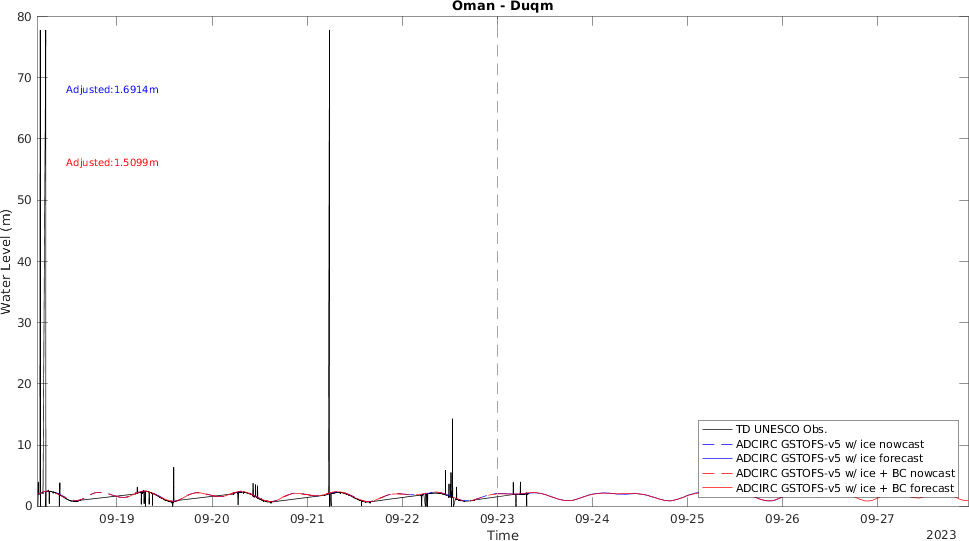 Oman - Duqm
80
70
60
50
40
30
20
10
0
Water Level (m)
Adjusted:1.6914m
Adjusted:1.5099m
TD UNESCO Obs.
ADCIRC GSTOFS-v5 w/ ice nowcast
ADCIRC GSTOFS-v5 w/ ice forecast
ADCIRC GSTOFS-v5 w/ ice + BC nowcast
ADCIRC GSTOFS-v5 w/ ice + BC forecast
09-19 09-20 09-21 09-22 09-23 09-24 09-25 09-26 09-27
Time
2023